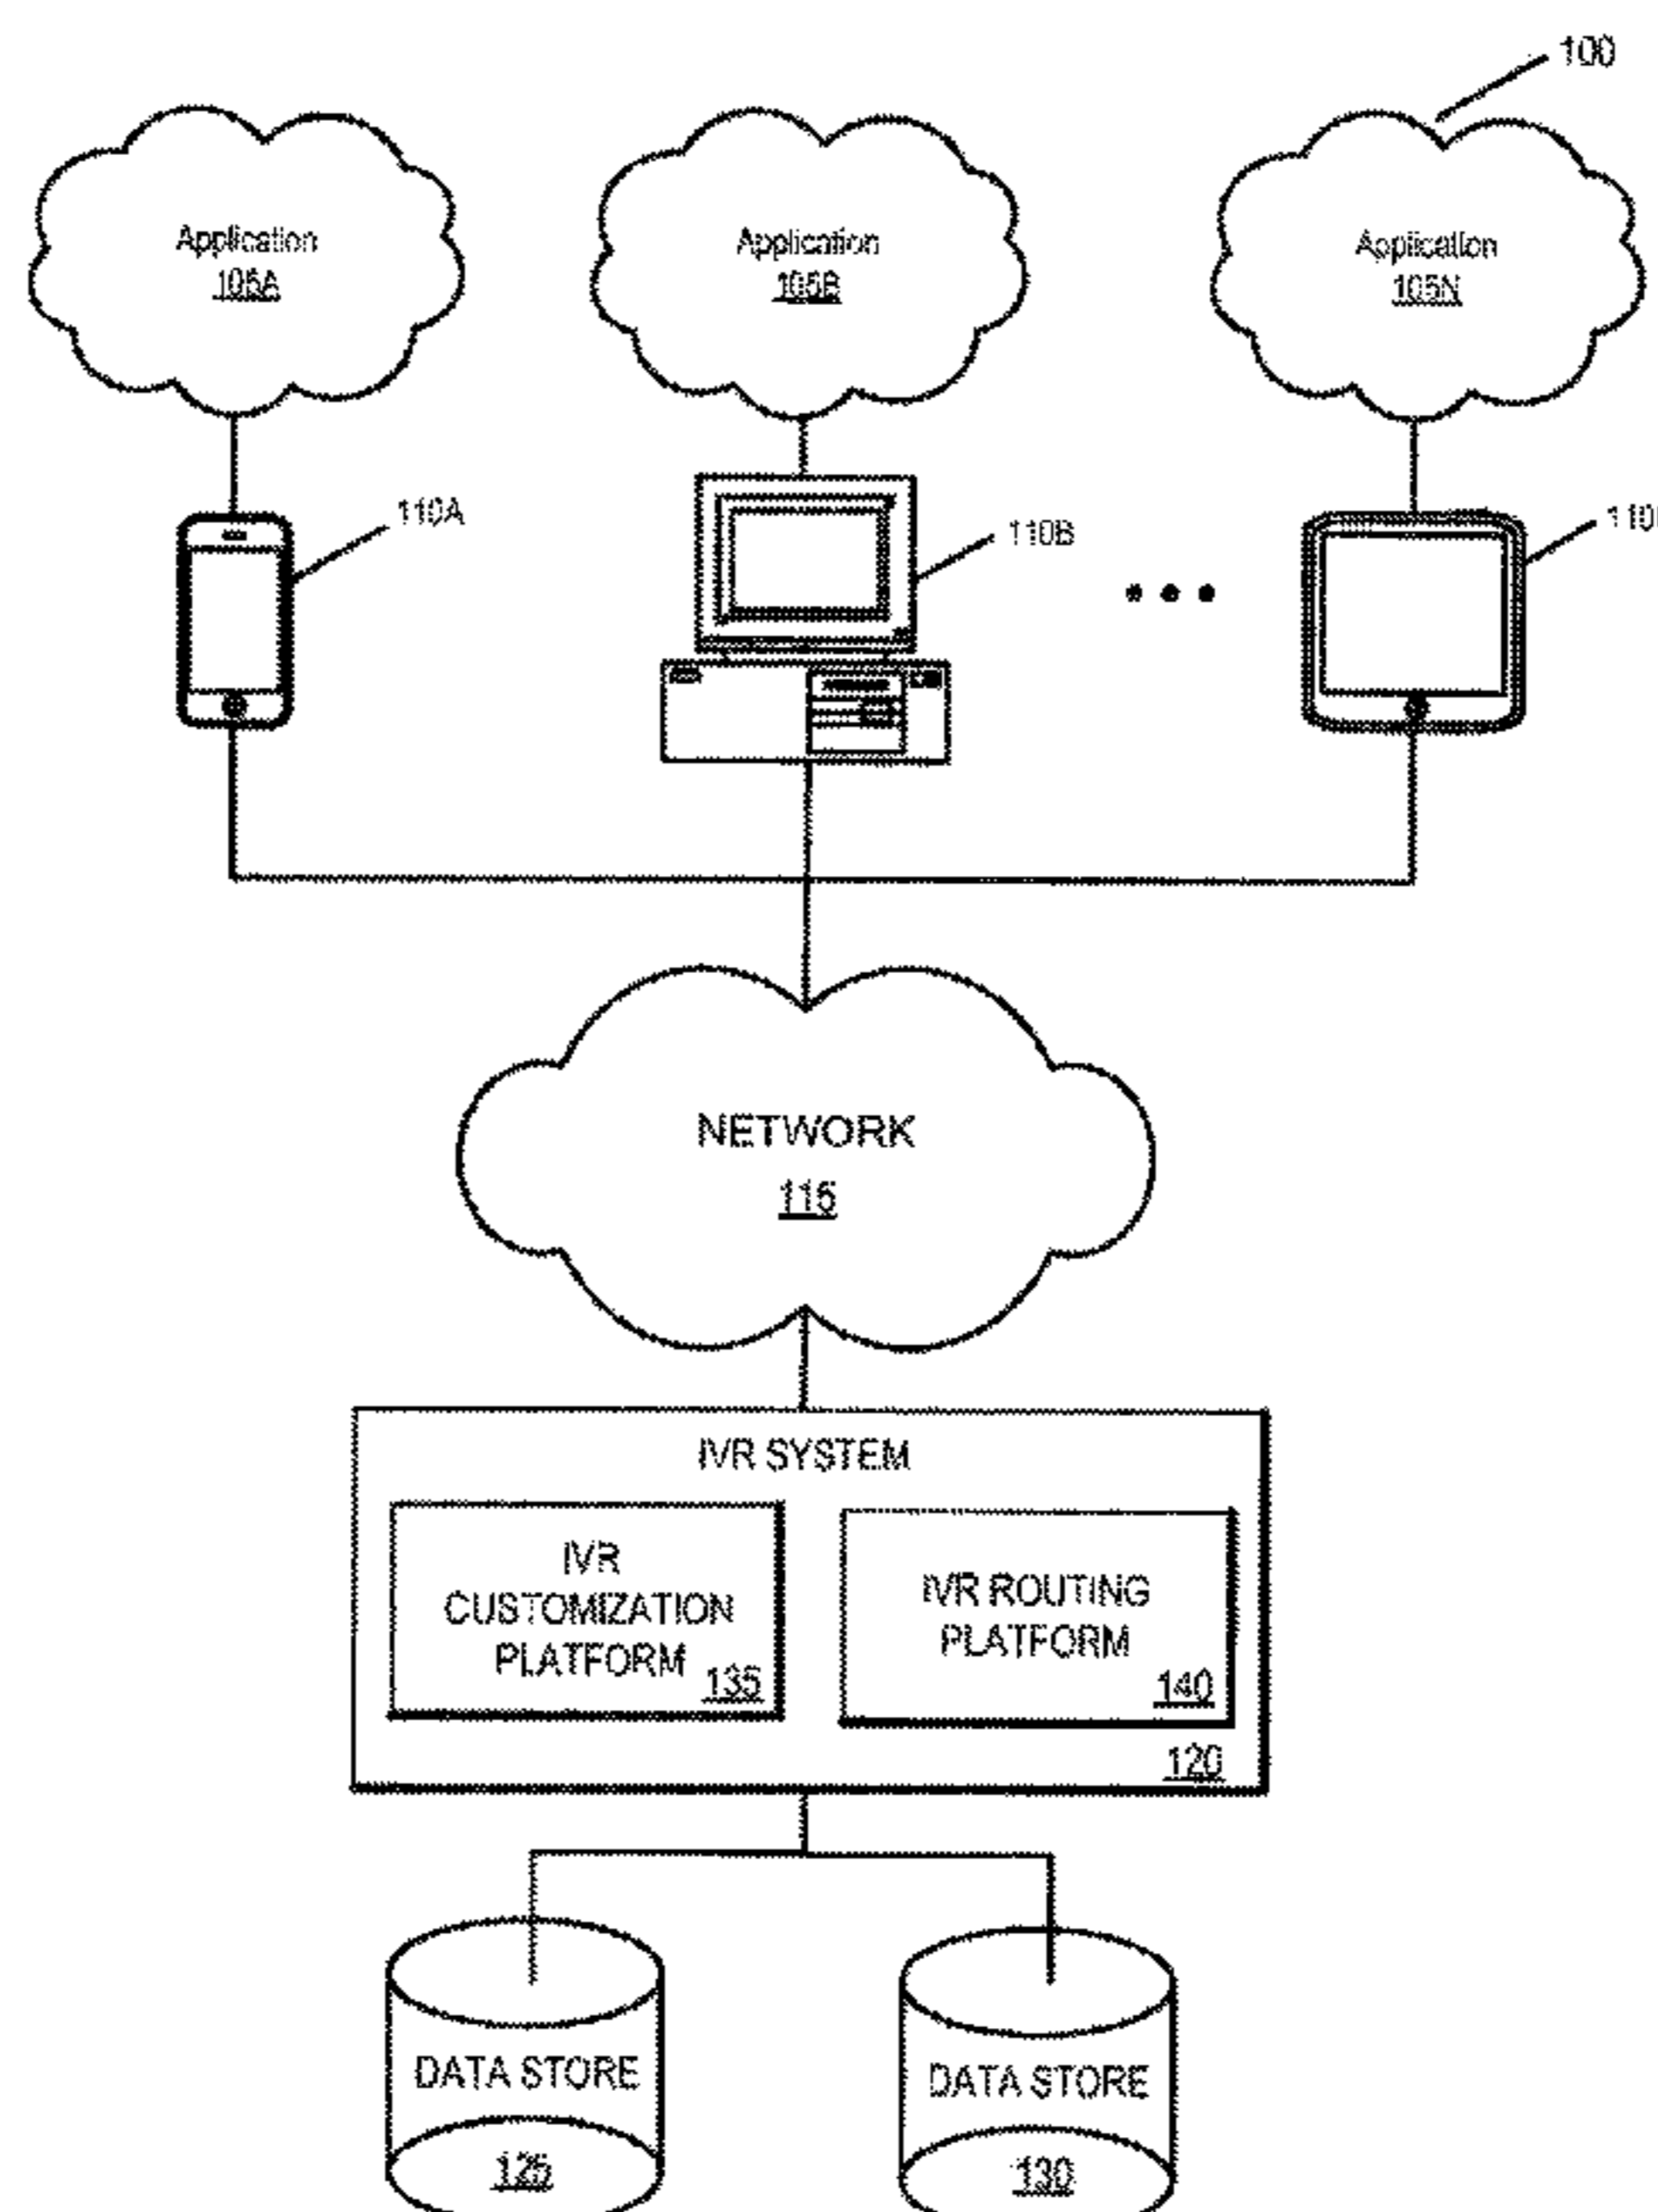 100
Application
105A
Application
105B
Application
105N
110A
110B
NETWORK
115
IVR SYSTEM
IVR
CUSTOMIZATION
PLATFORM
135
IVR ROUTING
PLATFORM
140
120
DATA STORE
125
DATA STORE
130